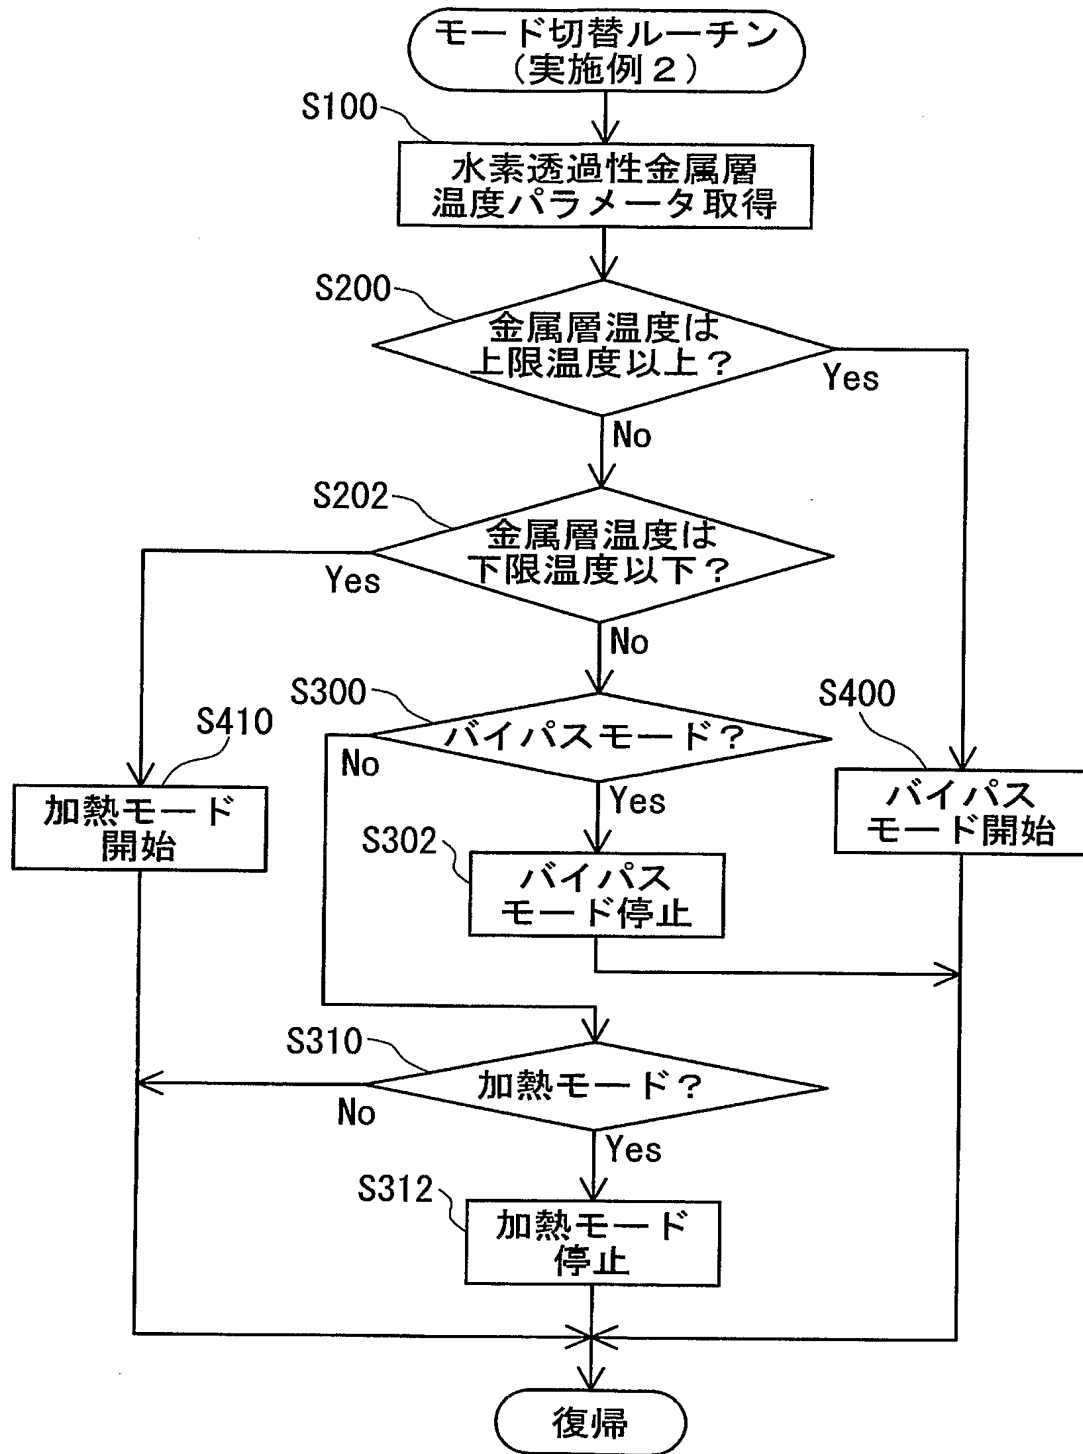 モード切替ルーチン
(実施例２)
S100
水素透過性金属層
温度パラメータ取得
S200
金属層温度は
上限温度以上？
Yes
No
S202
金属層温度は
下限温度以下？
Yes
No
S300
バイパスモード？
No
Yes
S400
バイパス
モード開始
S410
加熱モード
開始
S302
バイパス
モード停止
S310
加熱モード？
No
Yes
S312
加熱モード
停止
復帰